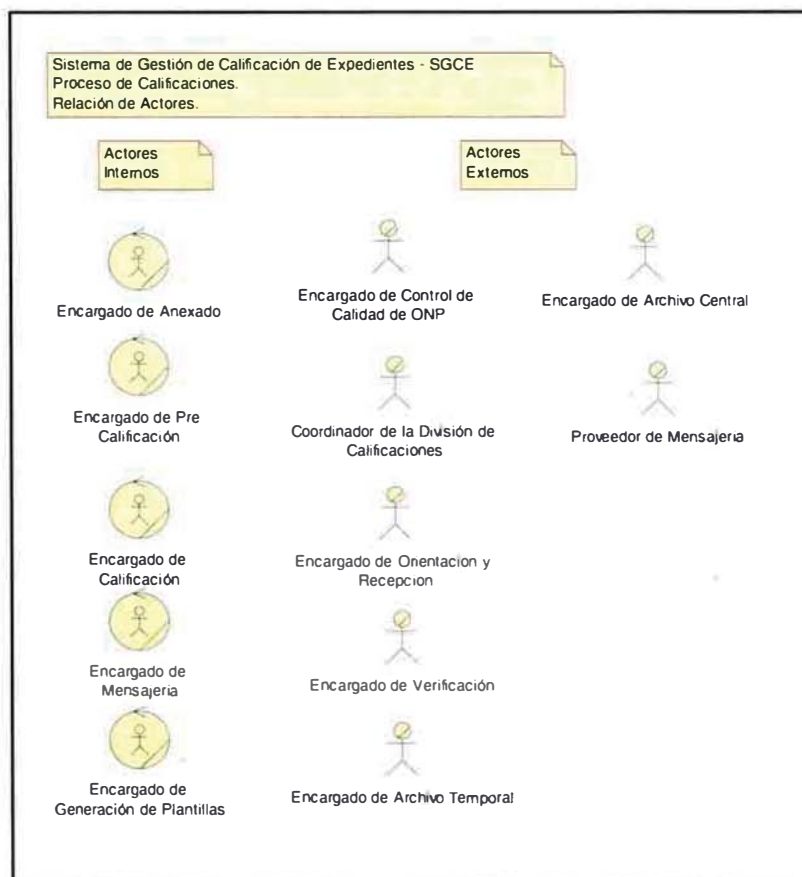 Sistema de Gestión de Calificación de Expedientes - SGCE
Proceso de Calificaciones.
Relación de Actores.
Actores
Internos
Actores
Externos
Encargado de Anexado
Encargado de Control de
Calidad de ONP
Encargado de Archivo Central
Encargado de Pre
Calificación
Coordinador de la División de
Calificaciones
Proveedor de Mensajeria
Encargado de
Calificación
Encargado de Orientacion y
Recepcion
Encargado de
Mensajeria
Encargado de Verificación
Encargado de
Generación de Plantillas
Encargado de Archivo Temporal